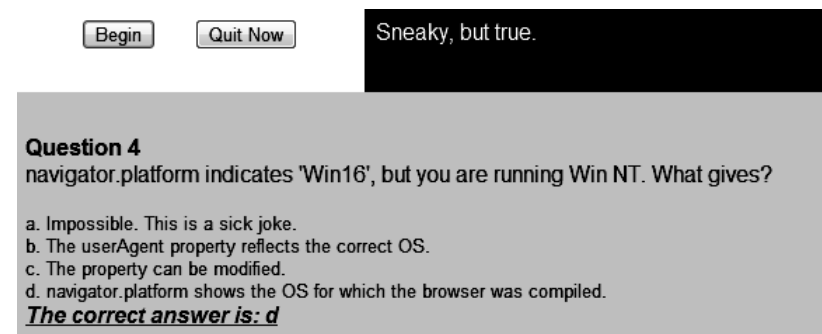 Begin
Quit Now
Sneaky, but true.
Question 4
navigator.platform indicates 'Win16', but you are running Win NT. What gives?
a. Impossible. This is a sick joke.
b. The userAgent property reflects the correct OS.
c. The property can be modified.
d. navigator.platform shows the OS for which the browser was compiled.
The correct answer is: d